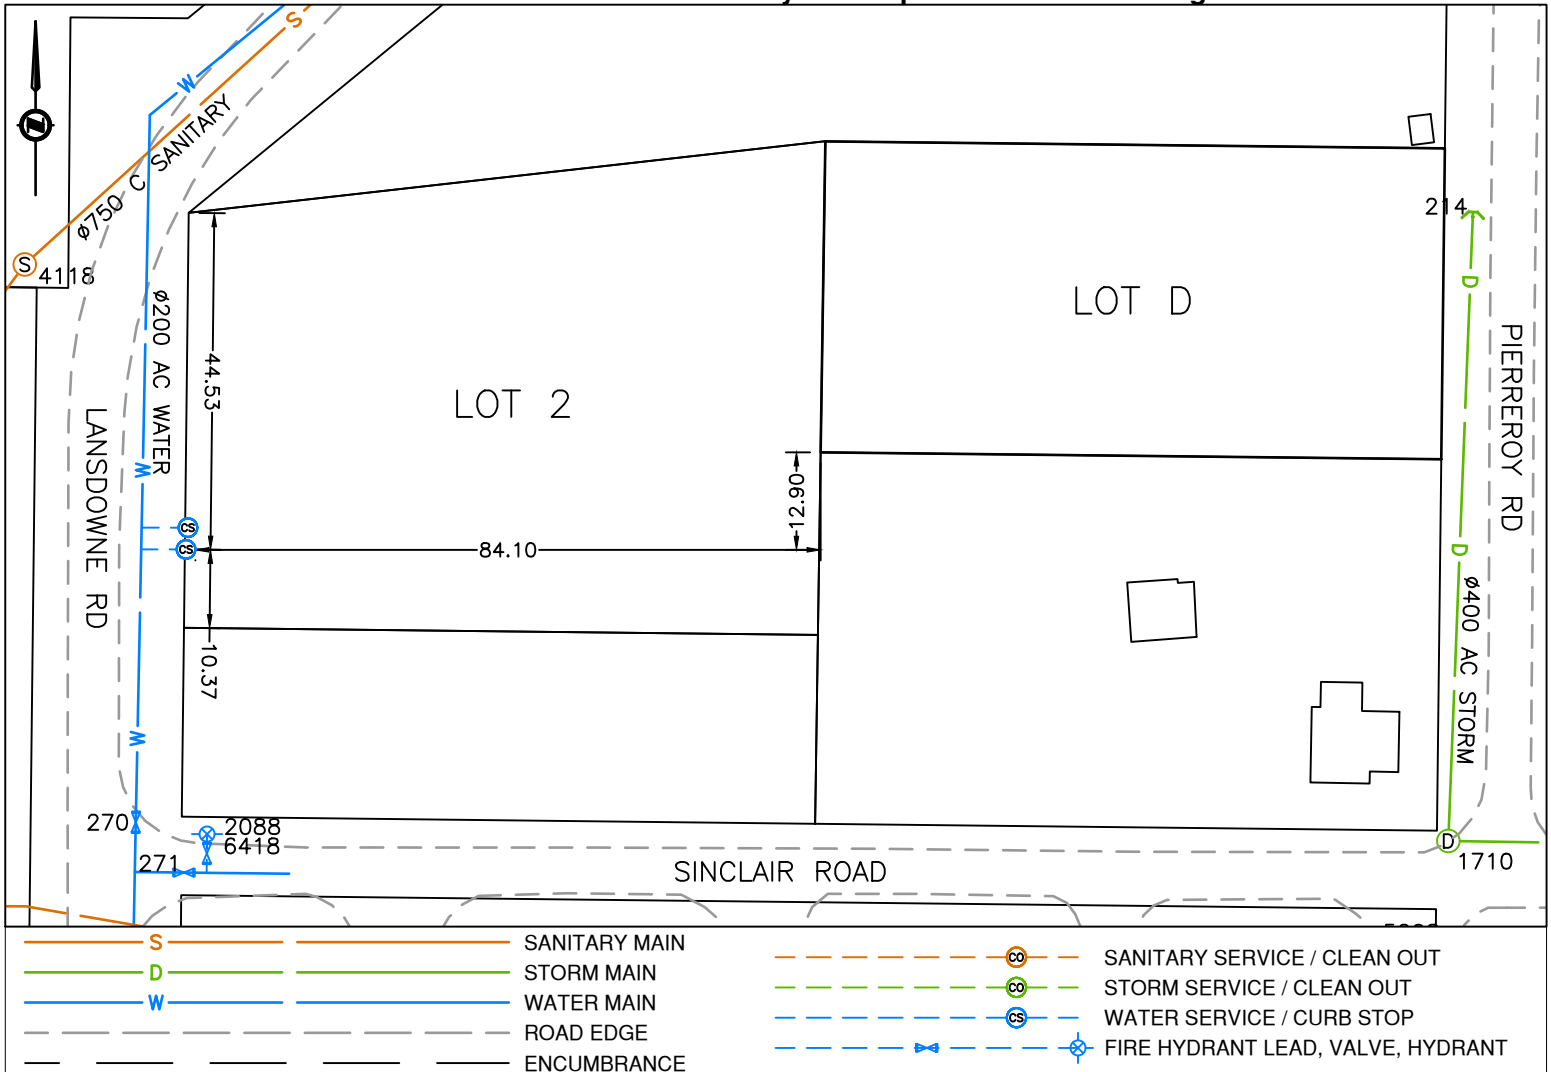 S
W
ø750 C SANITARY
S
4118
Z
214
D
ø200 AC WATER
44.53
LOT D
PIERREROY RD
LOT 2
LANSDOWNE RD
W
12.90
CS
CS
84.10
D
ø400 AC STORM
10.37
W
270
2088
6418
271
SINCLAIR ROAD
D
1710
S SANITARY MAIN
D STORM MAIN
W WATER MAIN
ROAD EDGE
ENCUMBRANCE
CO SANITARY SERVICE / CLEAN OUT
CO STORM SERVICE / CLEAN OUT
CS WATER SERVICE / CURB STOP
FIRE HYDRANT LEAD, VALVE, HYDRANT